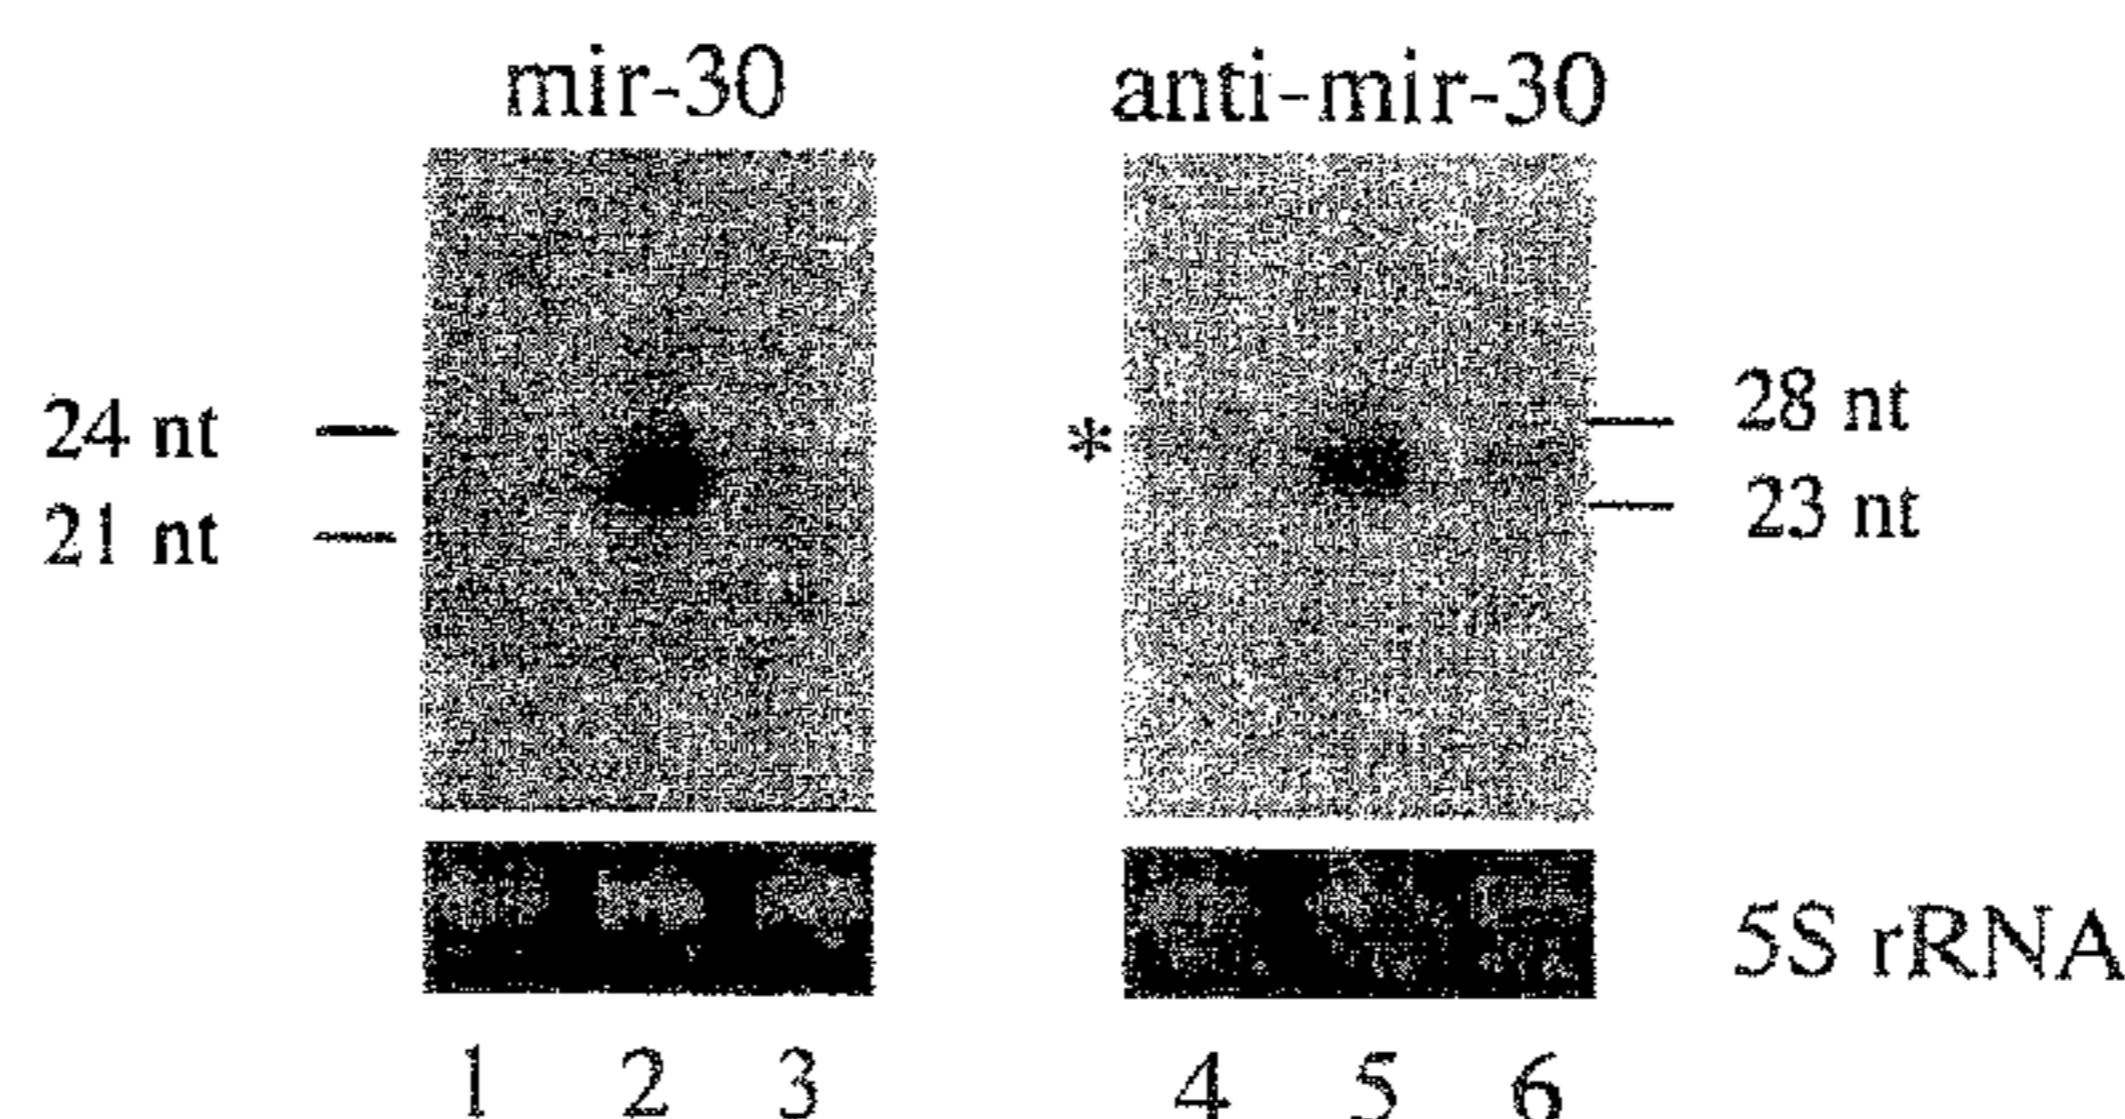 mir-30 anti-mir-30
24 nt
21 nt
*
28 nt
23 nt
5S rRNA
1 2 3 4 5 6